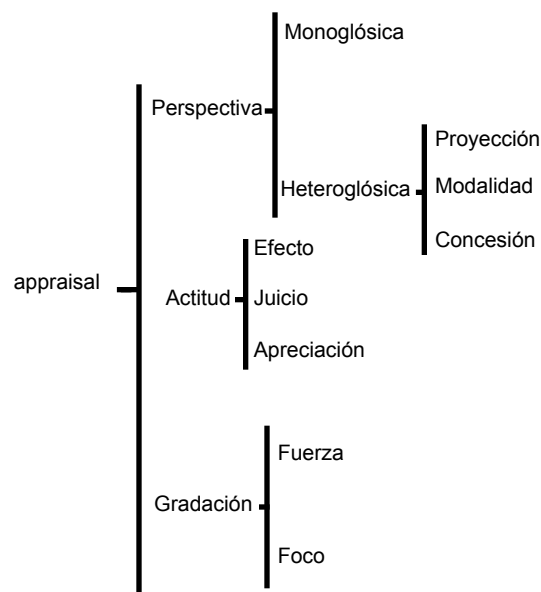 appraisal
Perspectiva
Monoglósica
Heteroglósica
Proyección
Modalidad
Concesión
Actitud
Efecto
Juicio
Apreciación
Gradación
Fuerza
Foco